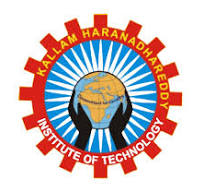 KALLAM HARANADHAREDDY
INSTITUTE OF TECHNOLOGY